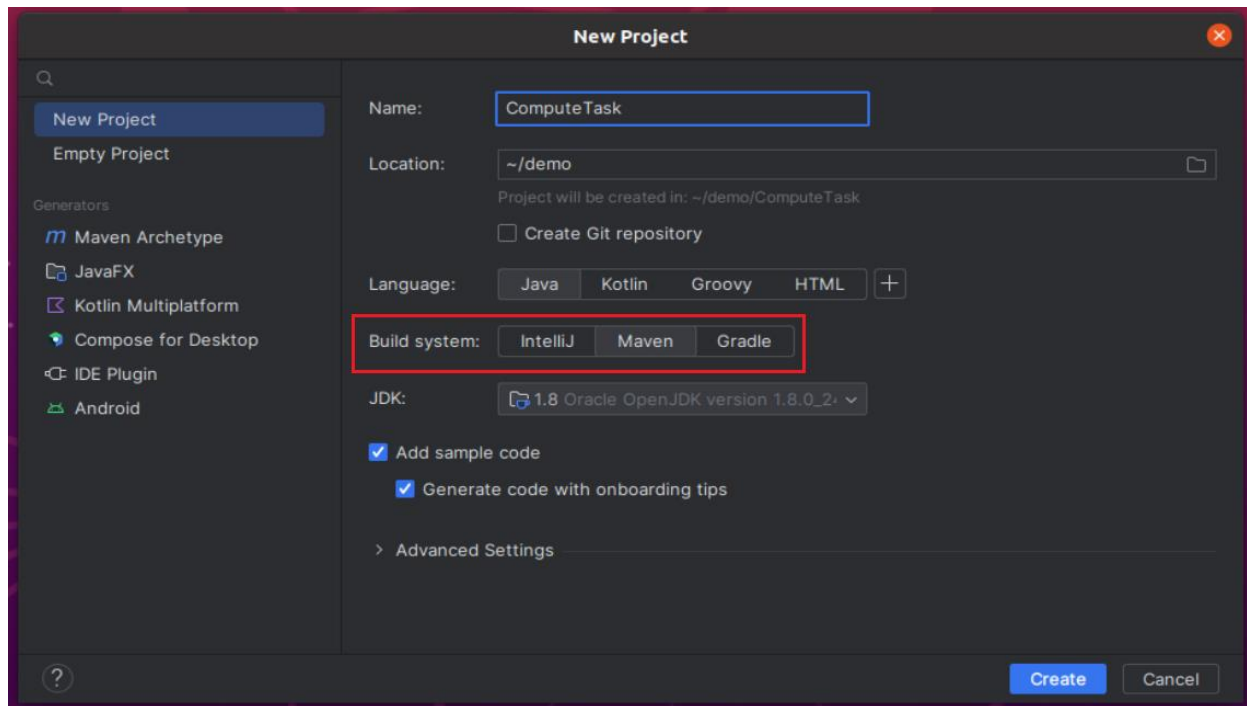 New Project
New Project
Empty Project
Generators
Maven Archetype
JavaFX
Kotlin Multiplatform
Compose for Desktop
IDE Plugin
Android
Name: ComputeTask
Location: ~/demo
Project will be created in: ~/demo/ComputeTask
Create Git repository
Language: Java Kotlin Groovy HTML
Build system: IntelliJ Maven Gradle
JDK: 1.8 Oracle OpenJDK version
Add sample code
Generate code with onboarding tips
Advanced Settings
? Create Cancel